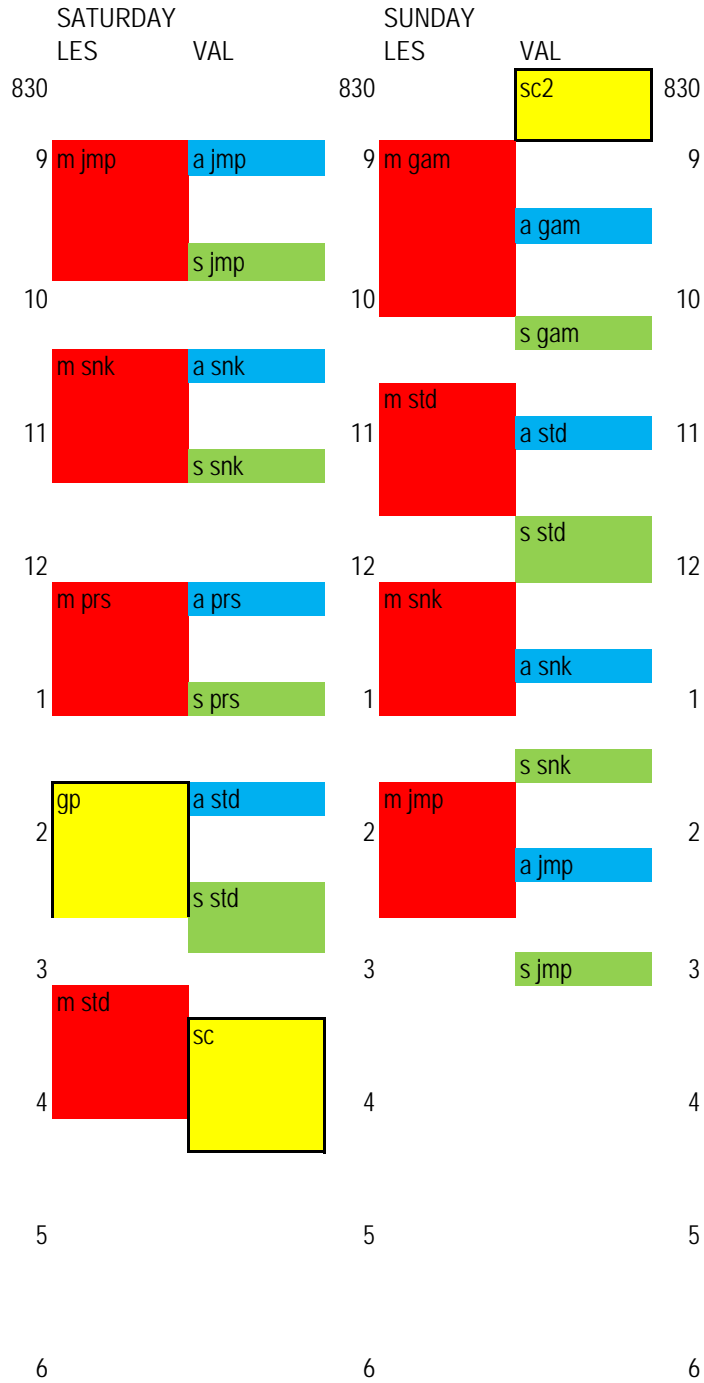 SATURDAY SUNDAY
LES VAL LES VAL
830 830 sc2 830
9 m jmp a jmp 9 m gam 9
a gam
s jmp
10 10 10
s gam
m snk a snk
m std
11 11 a std 11
s snk
s std
12 12 12
m prs a prs m snk
a snk
1 s prs 1 1
s snk
gp a std m jmp
2 2 2
a jmp
s std
3 3 s jmp 3
m std
sc
4 4 4
5 5 5
6 6 6